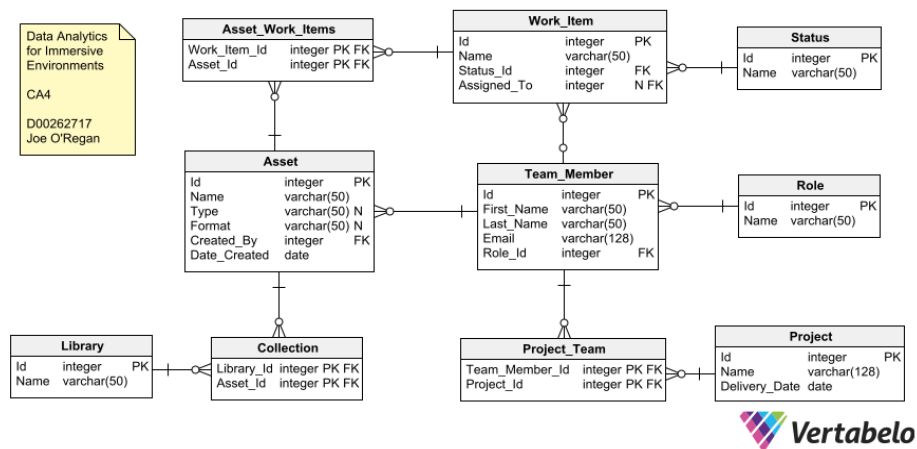 Data Analytics
for Immersive
Environments
CA4
D00262717
Joe O'Regan
Asset_Work_Items
Work_Item_Id integer PK FK
Asset_Id integer PK FK
Work_Item
Id integer PK
Name varchar(50)
Status_Id integer FK
Assigned_To integer N FK
Status
Id integer PK
Name varchar(50)
Asset
Id integer PK
Name varchar(50)
Type varchar(50) N
Format varchar(50) N
Created_By integer FK
Date_Created date
Team_Member
Id integer PK
First_Name varchar(50)
Last_Name varchar(50)
Email varchar(128)
Role_Id integer FK
Role
Id integer PK
Name varchar(50)
Library
Id integer PK
Name varchar(50)
Collection
Library_Id integer PK FK
Asset_Id integer PK FK
Project_Team
Team_Member_Id integer PK FK
Project_Id integer PK FK
Project
Id integer PK
Name varchar(128)
Delivery_Date date
Vertabelo